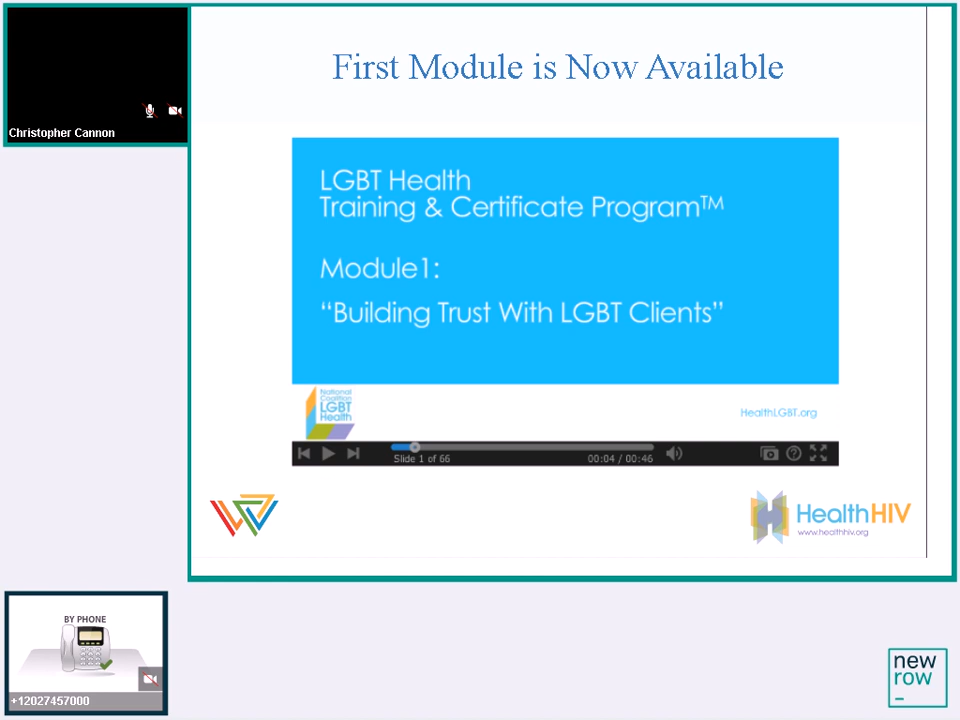 First Module is Now Available
Christopher Cannon
LGBT Health
Training & Certificate Program™
Module1:
“Building Trust With LGBT Clients”
National
Coalition
LGBT
Health
HealthLGBT.org
Slide 1 of 66
00:04 / 00:46
HealthHIV
www.healthhiv.org
BY PHONE
+12027457000
new
row